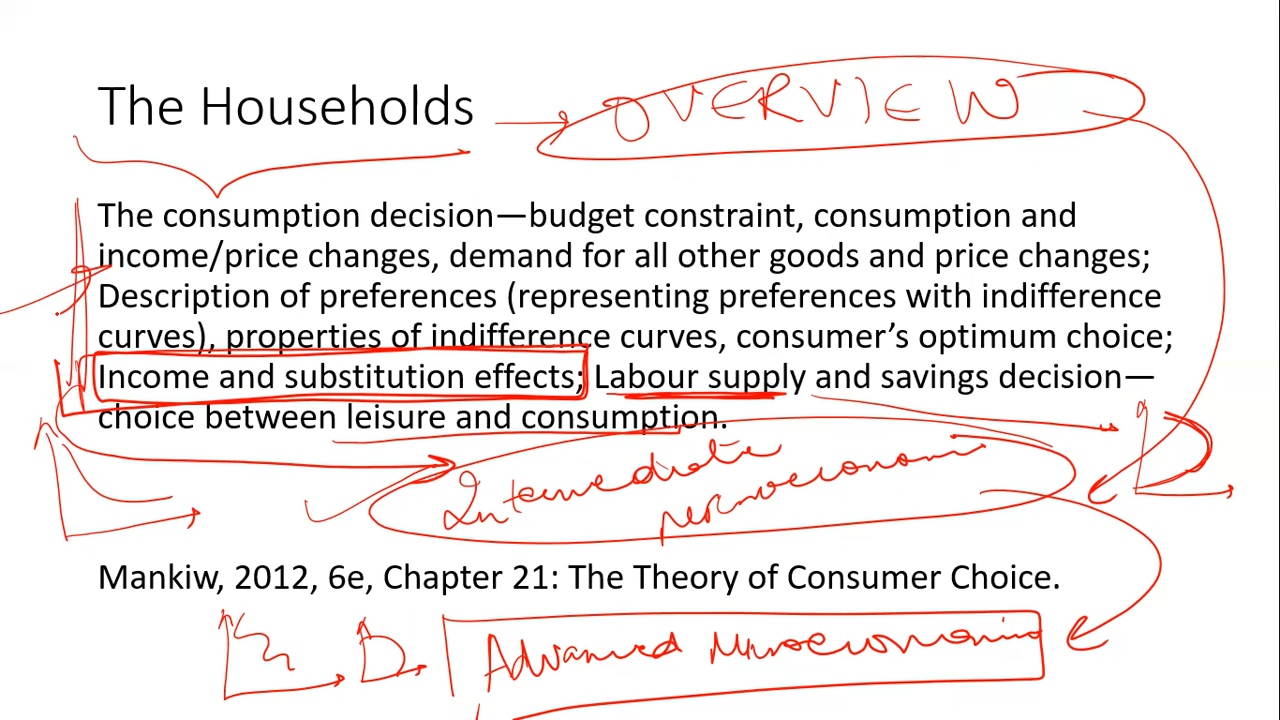 The Households
OVERVIEW
The consumption decision—budget constraint, consumption and
income/price changes, demand for all other goods and price changes;
Description of preferences (representing preferences with indifference
curves), properties of indifference curves, consumer’s optimum choice;
Income and substitution effects; Labour supply and savings decision—
choice between leisure and consumption.
Intermediate
Mankiw, 2012, 6e, Chapter 21: The Theory of Consumer Choice.
Advanced Microeconomics